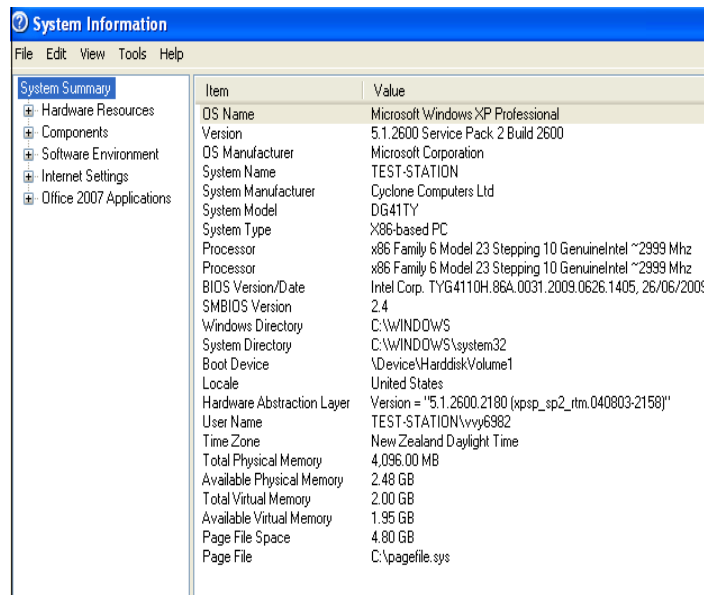 System Information
File Edit View Tools Help
System Summary
Hardware Resources
Components
Software Environment
Internet Settings
Office 2007 Applications
Item Value
OS Name Microsoft Windows XP Professional
Version 5.1.2600 Service Pack 2 Build 2600
OS Manufacturer Microsoft Corporation
System Name TEST-STATION
System Manufacturer Cyclone Computers Ltd
System Model DG41TY
System Type X86-based PC
Processor x86 Family 6 Model 23 Stepping 10 GenuineIntel ~2999 Mhz
Processor x86 Family 6 Model 23 Stepping 10 GenuineIntel ~2999 Mhz
BIOS Version/Date Intel Corp. TYG4110H.86A.0031.2009.0626.1405, 26/06/2009
SMBIOS Version 2.4
Windows Directory C:\WINDOWS
System Directory C:\WINDOWS\system32
Boot Device \Device\HarddiskVolume1
Locale United States
Hardware Abstraction Layer Version = "5.1.2600.2180 (xpsp_sp2_rtm.040803-2158)"
User Name TEST-STATION\vvy6982
Time Zone New Zealand Daylight Time
Total Physical Memory 4,096.00 MB
Available Physical Memory 2.48 GB
Total Virtual Memory 2.00 GB
Available Virtual Memory 1.95 GB
Page File Space 4.80 GB
Page File C:\pagefile.sys